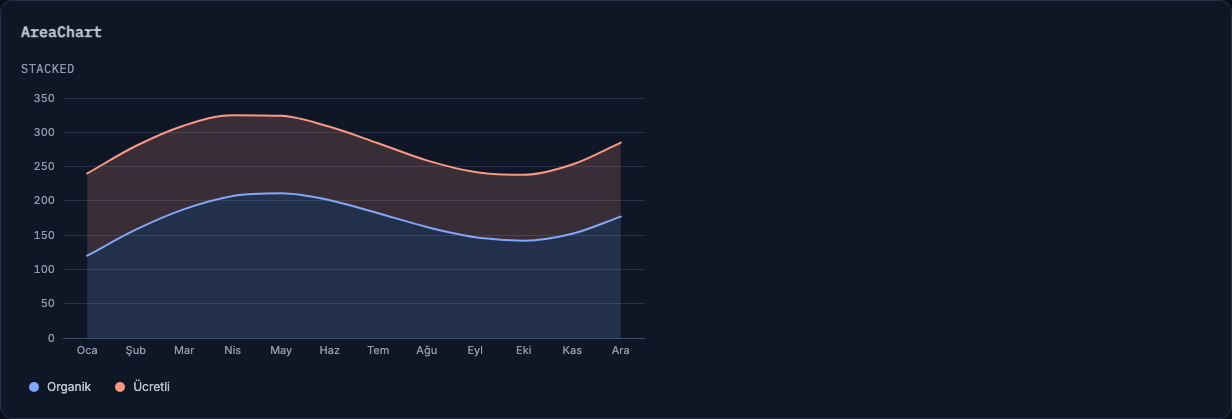 AreaChart
STACKED
350
300
250
200
150
100
50
0
Oca Şub Mar Nis May Haz Tem Ağu Eyl Eki Kas Ara
Organik Ücretli